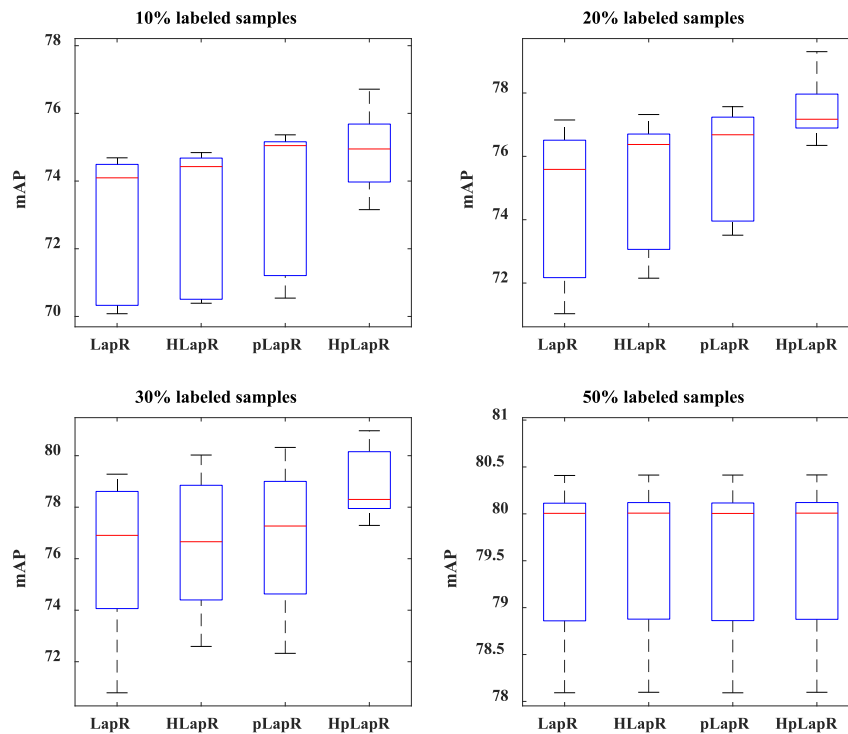 10% labeled samples
78
76
74
72
70
mAP
LapR HLapR pLapR HpLapR
20% labeled samples
78
76
74
72
mAP
LapR HLapR pLapR HpLapR
30% labeled samples
80
78
76
74
72
mAP
LapR HLapR pLapR HpLapR
50% labeled samples
81
80.5
80
79.5
79
78.5
78
mAP
LapR HLapR pLapR HpLapR